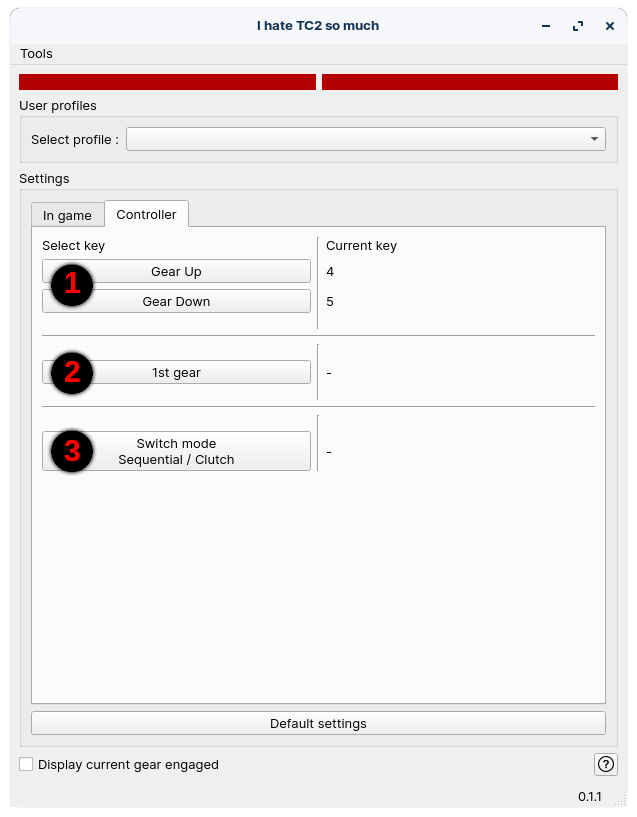 I hate TC2 so much
Tools
User profiles
Select profile :
Settings
In game
Controller
Select key
Current key
Gear Up
4
1
Gear Down
5
2
1st gear
-
3
Switch mode
Sequential / Clutch
-
Default settings
Display current gear engaged
?
0.1.1